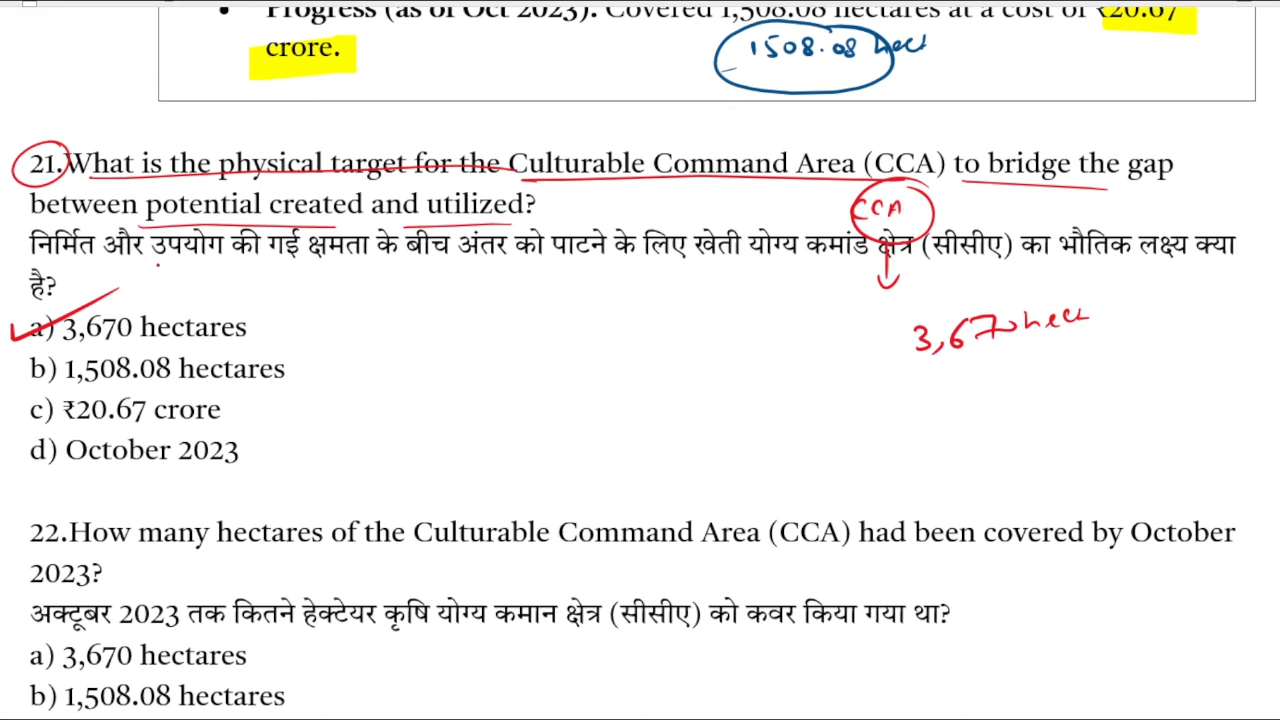 Progress (as of Oct 2023): Covered 1,508.08 hectares at a cost of ₹20.67
crore.
1508.08 hect
21.What is the physical target for the Culturable Command Area (CCA) to bridge the gap
between potential created and utilized?
CCA
निर्मित और उपयोग की गई क्षमता के बीच अंतर को पाटने के लिए खेती योग्य कमांड क्षेत्र (सीसीए) का भौतिक लक्ष्य क्या
है?
a) 3,670 hectares
3,670 hect
b) 1,508.08 hectares
c) ₹20.67 crore
d) October 2023
22.How many hectares of the Culturable Command Area (CCA) had been covered by October
2023?
अक्टूबर 2023 तक कितने हेक्टेयर कृषि योग्य कमान क्षेत्र (सीसीए) को कवर किया गया था?
a) 3,670 hectares
b) 1,508.08 hectares